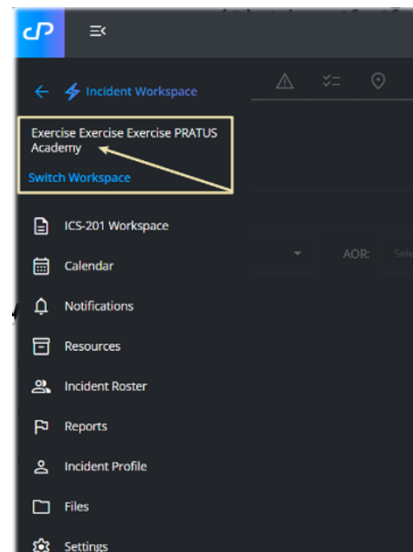 Incident Workspace
Exercise Exercise Exercise PRATUS
Academy
Switch Workspace
AOR:
ICS-201 Workspace
Calendar
Notifications
Resources
Incident Roster
Reports
Incident Profile
Files
Settings